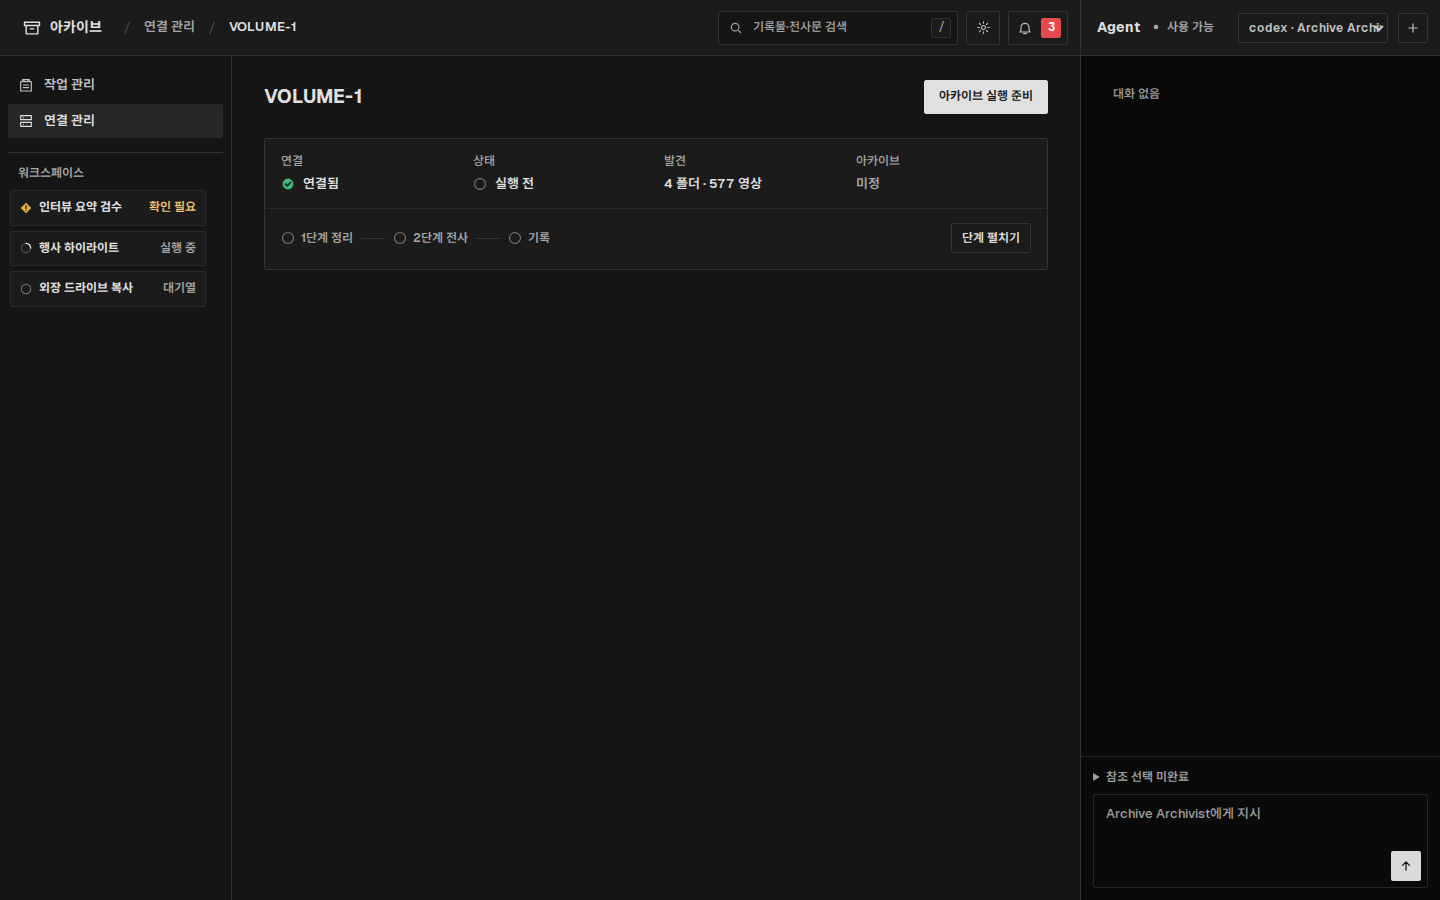 아카이브 / 연결 관리 / VOLUME-1
기록물·전사문 검색 /
3
Agent • 사용 가능
codex · Archive Archi
작업 관리
연결 관리
워크스페이스
인터뷰 요약 검수 확인 필요
행사 하이라이트 실행 중
외장 드라이브 복사 대기열
VOLUME-1
아카이브 실행 준비
연결 상태 발견 아카이브
연결됨 실행 전 4 폴더 · 577 영상 미정
1단계 정리 2단계 전사 기록
단계 펼치기
대화 없음
참조 선택 미완료
Archive Archivist에게 지시